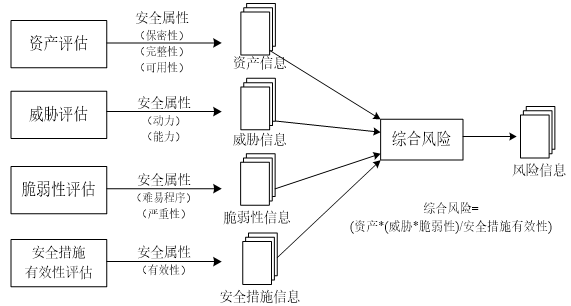 资产评估
安全属性
（保密性）
（完整性）
（可用性）
资产信息
威胁评估
安全属性
（动力）
（能力）
威胁信息
综合风险
风险信息
脆弱性评估
安全属性
（难易程序）
（严重性）
脆弱性信息
综合风险=
(资产*(威胁*脆弱性)/安全措施有效性)
安全措施
有效性评估
安全属性
（有效性）
安全措施信息